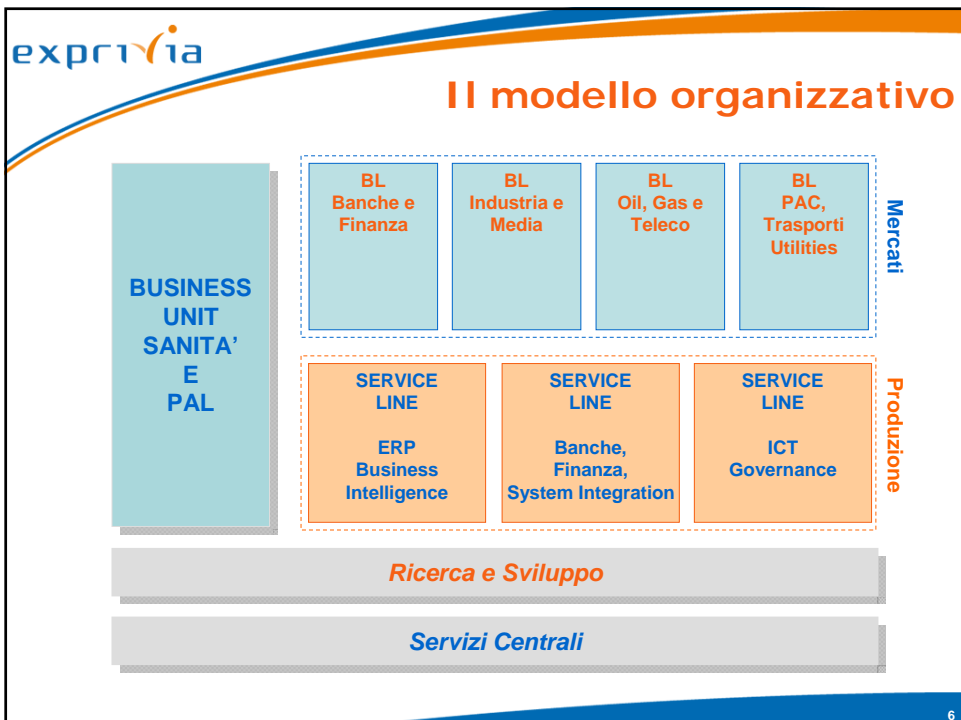 exprivia
Il modello organizzativo
BUSINESS
UNIT
SANITA'
E
PAL
BL
Banche e
Finanza
BL
Industria e
Media
BL
Oil, Gas e
Teleco
BL
PAC,
Trasporti
Utilities
Mercati
SERVICE
LINE
ERP
Business
Intelligence
SERVICE
LINE
Banche,
Finanza,
System Integration
SERVICE
LINE
ICT
Governance
Produzione
Ricerca e Sviluppo
Servizi Centrali
6